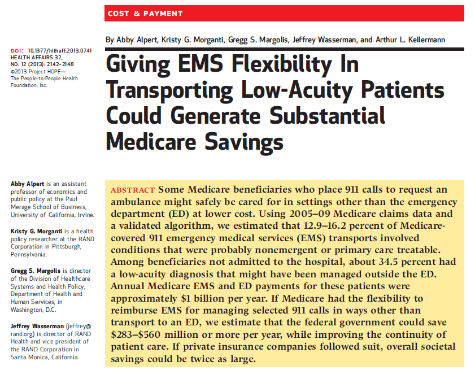 COST & PAYMENT
By Abby Alpert, Kristy G. Morganti, Gregg S. Margolis, Jeffrey Wasserman, and Arthur L. Kellermann
DOI: 10.1377/hlthaff.2013.0741
HEALTH AFFAIRS 32,
NO. 12 (2013): 2142-2148
©2013 Project HOPE—
The People-to-People Health
Foundation, Inc.
Giving EMS Flexibility In
Transporting Low-Acuity Patients
Could Generate Substantial
Medicare Savings
Abby Alpert is an assistant
professor of economics and
public policy at the Paul
Merage School of Business,
University of California, Irvine.
Kristy G. Morganti is a health
policy researcher at the RAND
Corporation in Pittsburgh,
Pennsylvania.
Gregg S. Margolis is director
of the Division of Healthcare
Systems and Health Policy,
Department of Health and
Human Services, in
Washington, D.C.
Jeffrey Wasserman (jeffrey@
rand.org) is director of RAND
Health and vice president of
the RAND Corporation in
Santa Monica, California.
ABSTRACT Some Medicare beneficiaries who place 911 calls to request an
ambulance might safely be cared for in settings other than the emergency
department (ED) at lower cost. Using 2005–09 Medicare claims data and
a validated algorithm, we estimated that 12.9–16.2 percent of Medicare-
covered 911 emergency medical services (EMS) transports involved
conditions that were probably nonemergent or primary care treatable.
Among beneficiaries not admitted to the hospital, about 34.5 percent had
a low-acuity diagnosis that might have been managed outside the ED.
Annual Medicare EMS and ED payments for these patients were
approximately $1 billion per year. If Medicare had the flexibility to
reimburse EMS for managing selected 911 calls in ways other than
transport to an ED, we estimate that the federal government could save
$283–$560 million or more per year, while improving the continuity of
patient care. If private insurance companies followed suit, overall societal
savings could be twice as large.